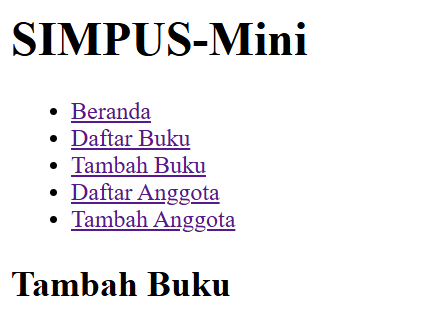 SIMPUS-Mini
Beranda
Daftar Buku
Tambah Buku
Daftar Anggota
Tambah Anggota
Tambah Buku